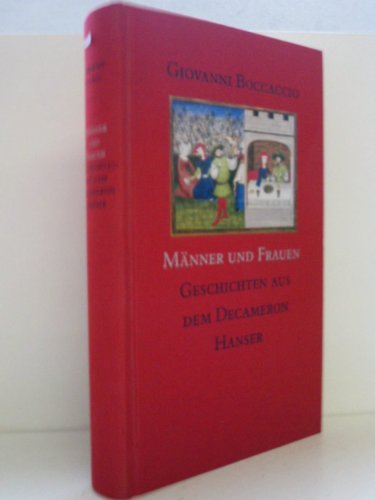 Giovanni Boccaccio
Männer und Frauen
Geschichten aus
dem Decameron
Hanser